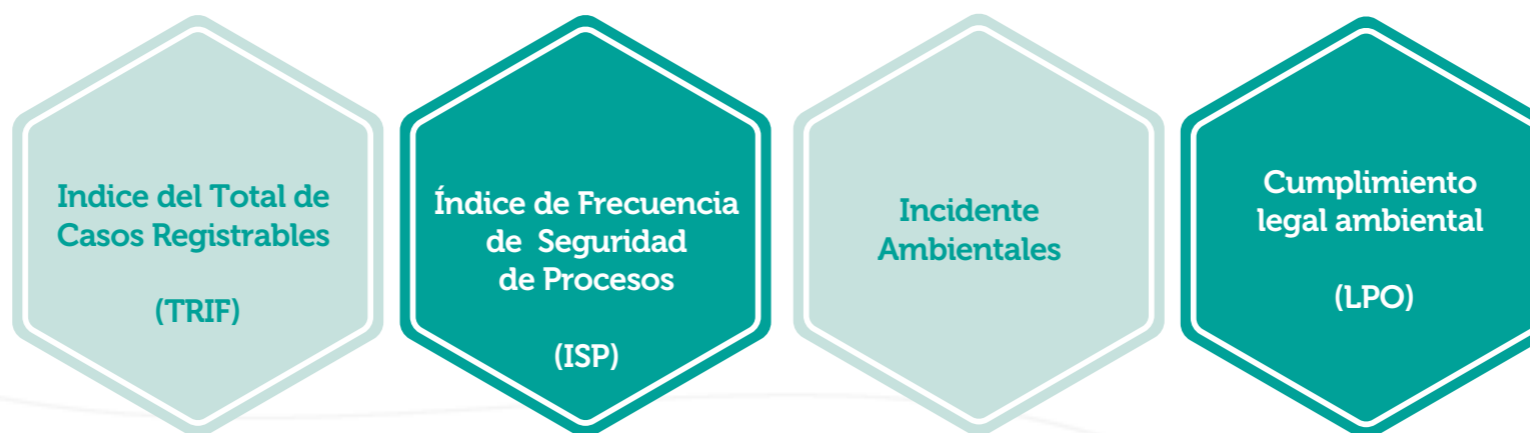 Indice del Total de
Casos Registrables
(TRIF)
Índice de Frecuencia
de Seguridad
de Procesos
(ISP)
Incidente
Ambientales
Cumplimiento
legal ambiental
(LPO)